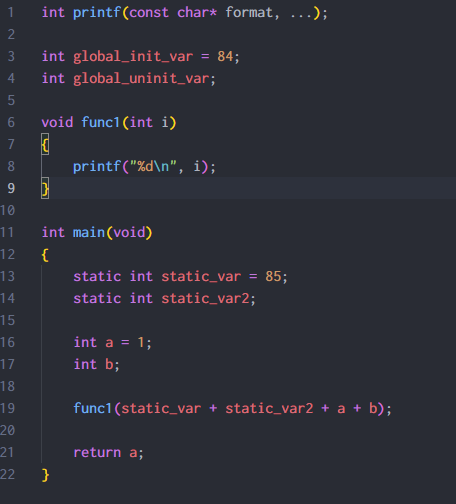 1 int printf(const char* format, ...);
2
3 int global_init_var = 84;
4 int global_uninit_var;
5
6 void func1(int i)
7 {
8     printf("%d\n", i);
9 }
10
11 int main(void)
12 {
13     static int static_var = 85;
14     static int static_var2;
15
16     int a = 1;
17     int b;
18
19     func1(static_var + static_var2 + a + b);
20
21     return a;
22 }